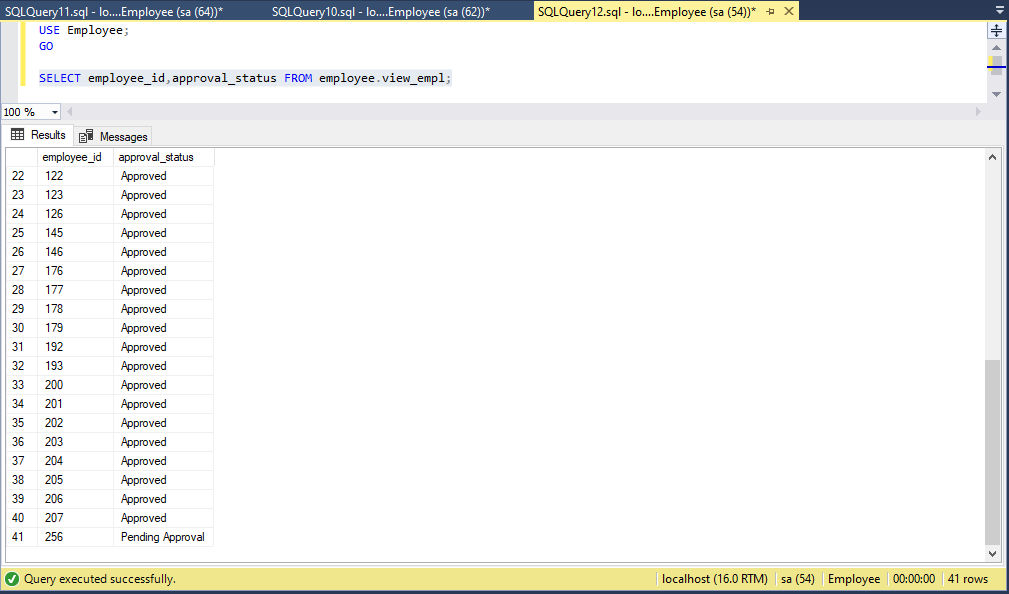 SQLQuery11.sql - lo....Employee (sa (64))* SQLQuery10.sql - lo....Employee (sa (62))* SQLQuery12.sql - lo....Employee (sa (54))*
USE Employee;
GO
SELECT employee_id,approval_status FROM employee.view_empl;
100 %
Results Messages
employee_id approval_status
22 122 Approved
23 123 Approved
24 126 Approved
25 145 Approved
26 146 Approved
27 176 Approved
28 177 Approved
29 178 Approved
30 179 Approved
31 192 Approved
32 193 Approved
33 200 Approved
34 201 Approved
35 202 Approved
36 203 Approved
37 204 Approved
38 205 Approved
39 206 Approved
40 207 Approved
41 256 Pending Approval
Query executed successfully. localhost (16.0 RTM) sa (54) Employee 00:00:00 41 rows